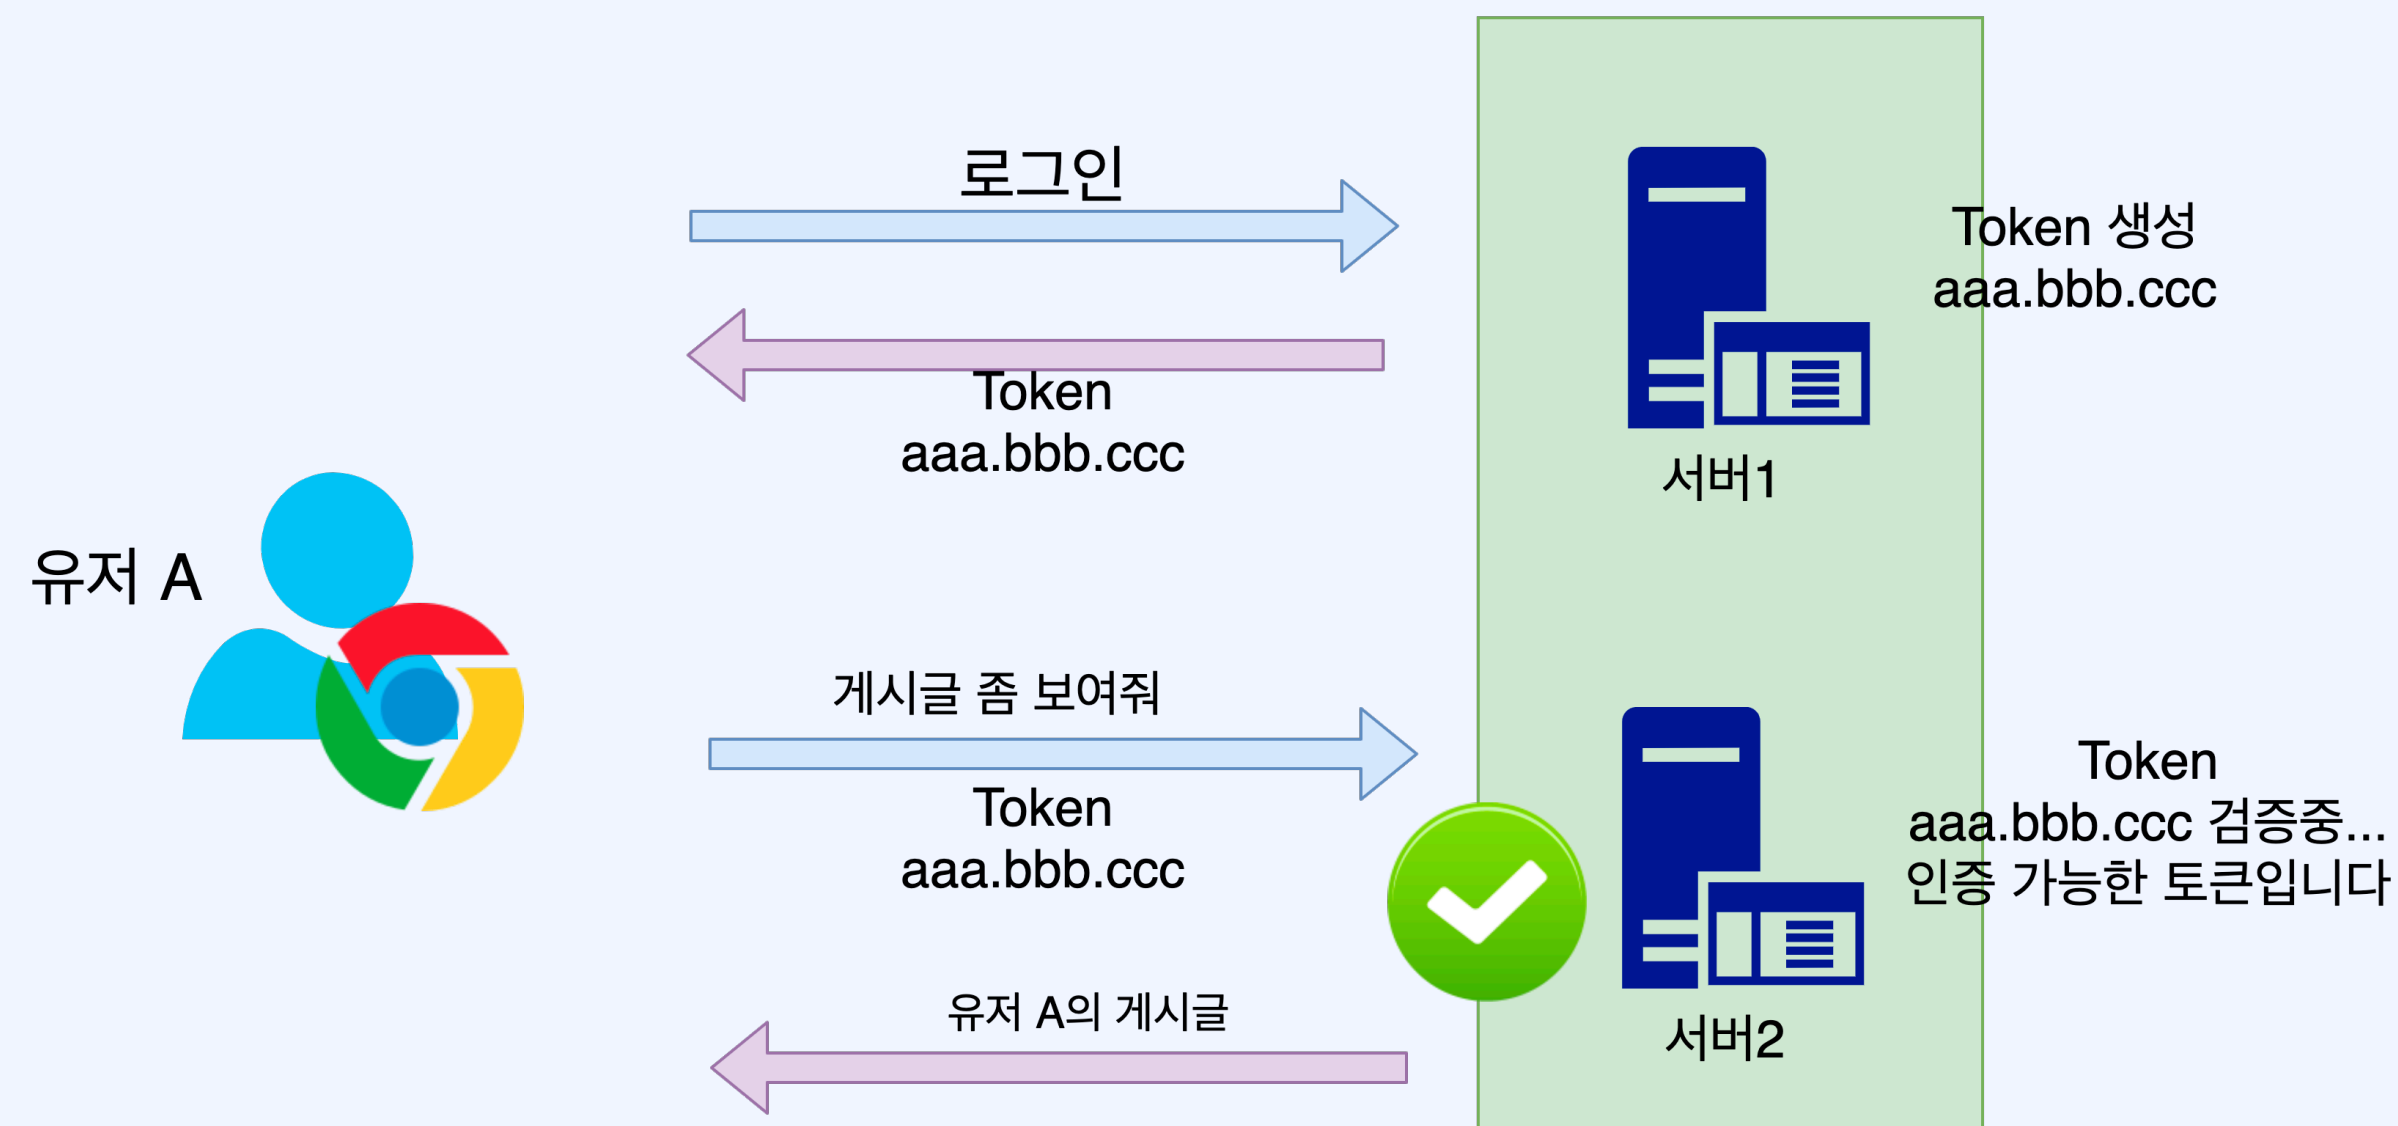 로그인
Token 생성
aaa.bbb.ccc
Token
aaa.bbb.ccc
서버1
유저 A
게시글 좀 보여줘
Token
aaa.bbb.ccc
Token
aaa.bbb.ccc 검증중...
인증 가능한 토큰입니다
유저 A의 게시글
서버2